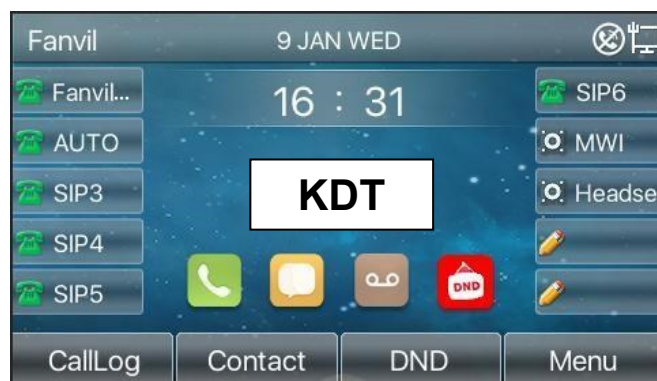 Fanvil 9 JAN WED
Fanvil... 16 : 31 SIP6
AUTO MWI
SIP3 KDT Headse
SIP4
SIP5
DND
CallLog Contact DND Menu